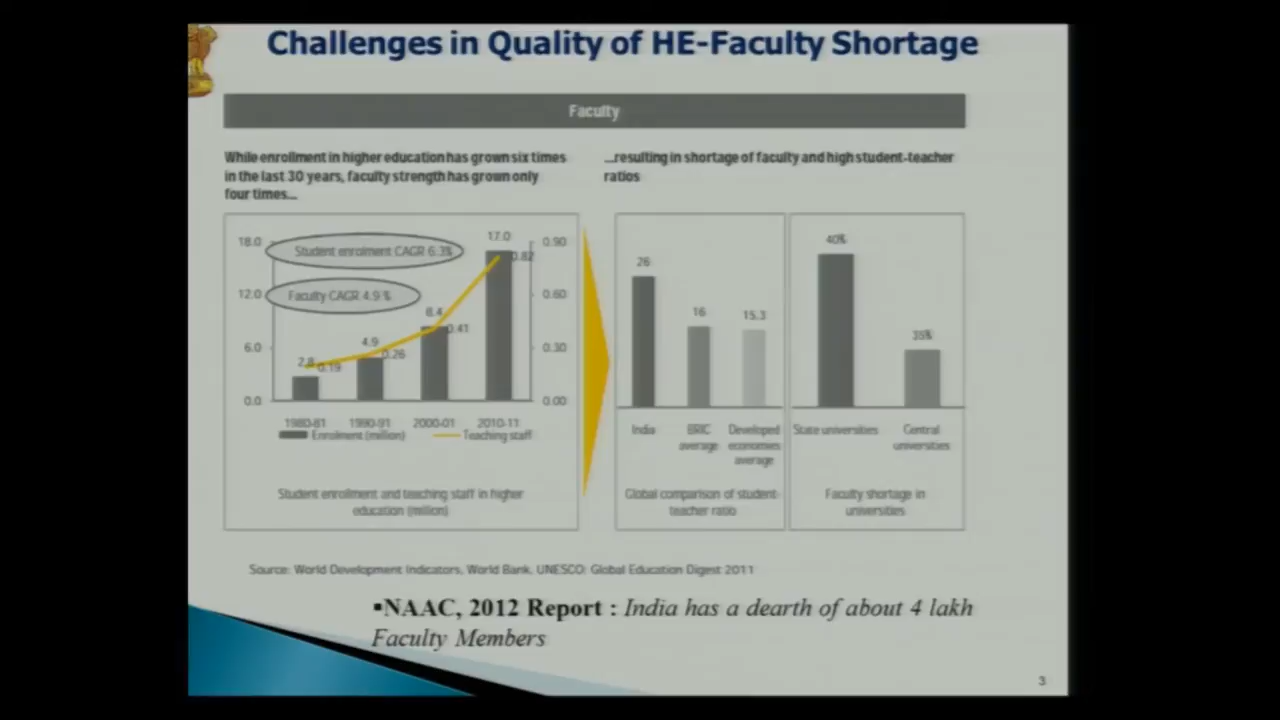 Challenges in Quality of HE-Faculty Shortage
Faculty
While enrollment in higher education has grown six times
in the last 30 years, faculty strength has grown only
four times...
...resulting in shortage of faculty and high student-teacher
ratios
18.0
12.0
6.0
0.0
Student enrolment CAGR 6.3%
Faculty CAGR 4.9 %
2.8
4.9
8.4
17.0
0.19
0.26
0.41
0.82
0.90
0.60
0.30
0.00
1980-81 1990-91 2000-01 2010-11
Enrolment (million) Teaching staff
Student enrollment and teaching staff in higher
education (million)
26
16
15.3
India
BRIC
average
Developed
economies
average
Global comparison of student-
teacher ratio
40%
35%
State universities
Central
universities
Faculty shortage in
universities
Source: World Development Indicators, World Bank, UNESCO: Global Education Digest 2011
▪NAAC, 2012 Report : India has a dearth of about 4 lakh
Faculty Members
3